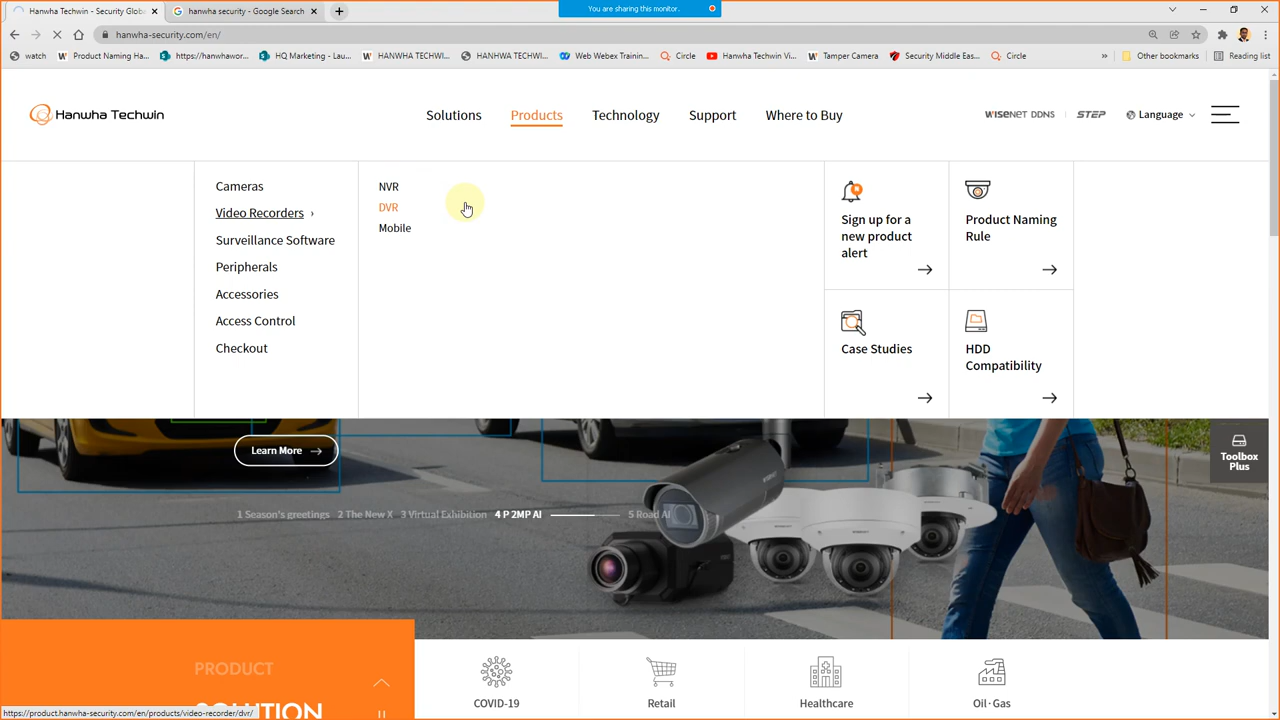 You are sharing this monitor.
Hanwha Techwin - Security Glob
hanwha security - Google Search
hanwha-security.com/en/
watch
Product Naming Ha...
https://hanwhawor...
HQ Marketing - Lau...
HANWHA TECHWI...
HANHWA TECHWI...
Web Webex Trainin...
Circle
Hanwha Techwin Vi...
Tamper Camera
Security Middle Eas...
Circle
»
Other bookmarks
Reading list
Hanwha Techwin
Solutions
Products
Technology
Support
Where to Buy
WISENET DDNS
STEP
Language
Cameras
Video Recorders ›
Surveillance Software
Peripherals
Accessories
Access Control
Checkout
NVR
DVR
Mobile
Sign up for a
new product
alert
Product Naming
Rule
Case Studies
HDD
Compatibility
Learn More
Toolbox
Plus
1 Season's greetings 2 The New X 3 Virtual Exhibition 4 P 2MP AI 5 Road AI
PRODUCT
SOLUTION
COVID-19
Retail
Healthcare
Oil·Gas
https://product.hanwha-security.com/en/products/video-recorder/dvr/